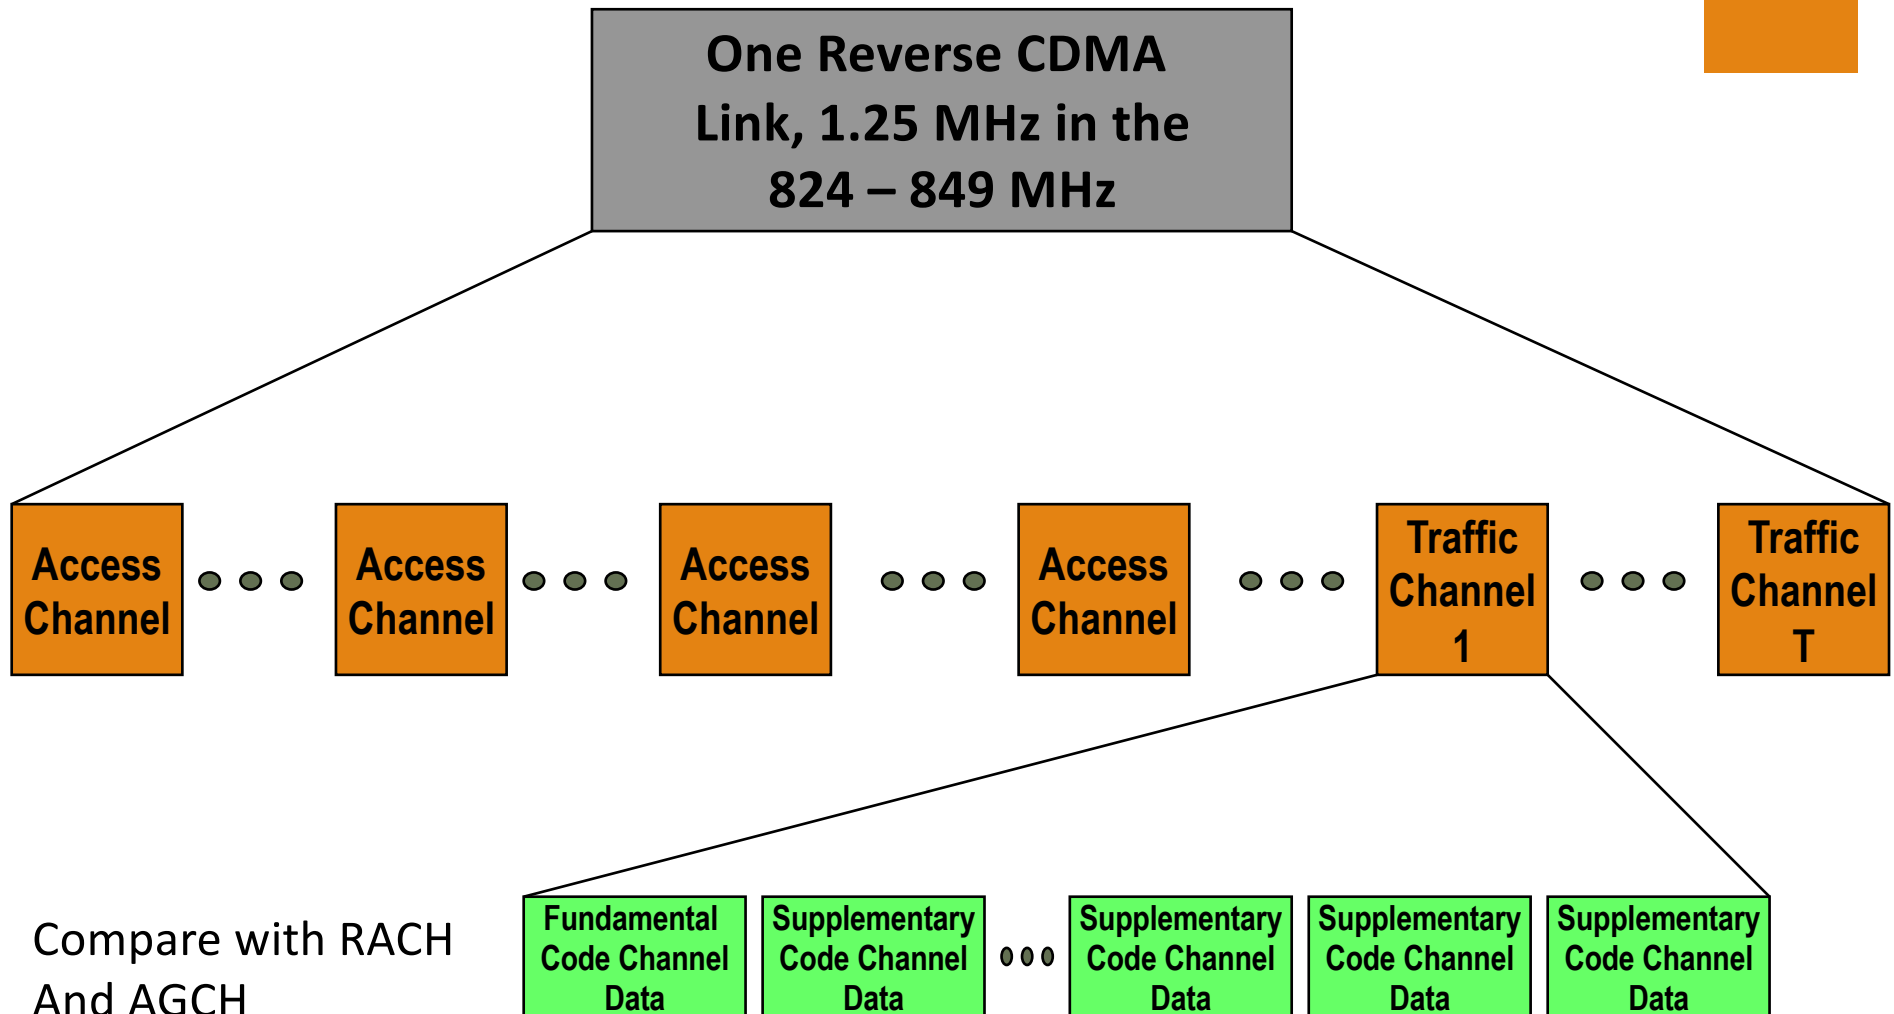 One Reverse CDMA
Link, 1.25 MHz in the
824 – 849 MHz
Access
Channel
Access
Channel
Access
Channel
Access
Channel
Traffic
Channel
1
Traffic
Channel
T
Compare with RACH
And AGCH
Fundamental
Code Channel
Data
Supplementary
Code Channel
Data
Supplementary
Code Channel
Data
Supplementary
Code Channel
Data
Supplementary
Code Channel
Data